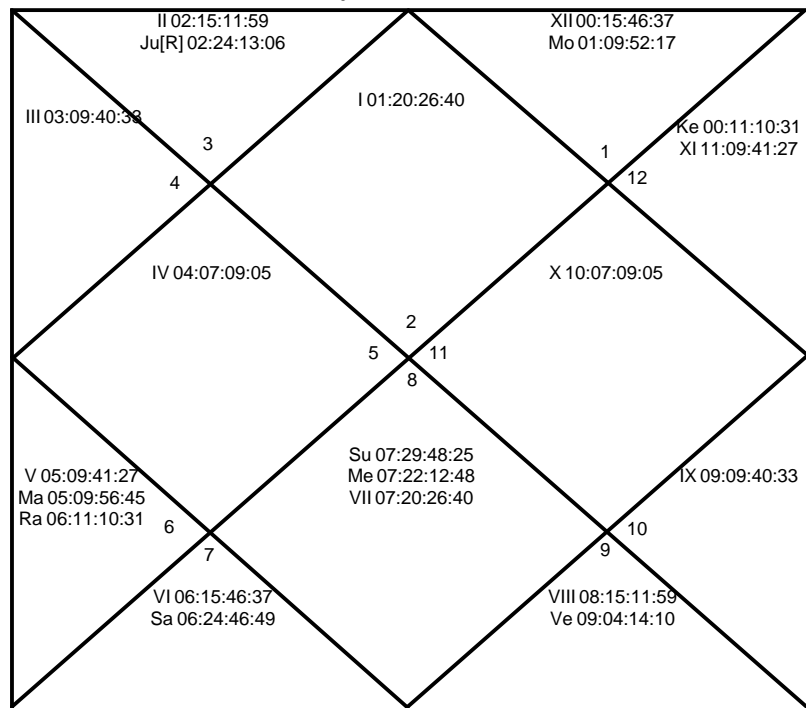 II 02:15:11:59
Ju[R] 02:24:13:06
XII 00:15:46:37
Mo 01:09:52:17
I 01:20:26:40
III 03:09:40:33
Ke 00:11:10:31
XI 11:09:41:27
3
1
4
12
IV 04:07:09:05
X 10:07:09:05
2
5
11
8
Su 07:29:48:25
Me 07:22:12:48
VII 07:20:26:40
V 05:09:41:27
Ma 05:09:56:45
Ra 06:11:10:31
IX 09:09:40:33
6
10
7
9
VI 06:15:46:37
Sa 06:24:46:49
VIII 08:15:11:59
Ve 09:04:14:10